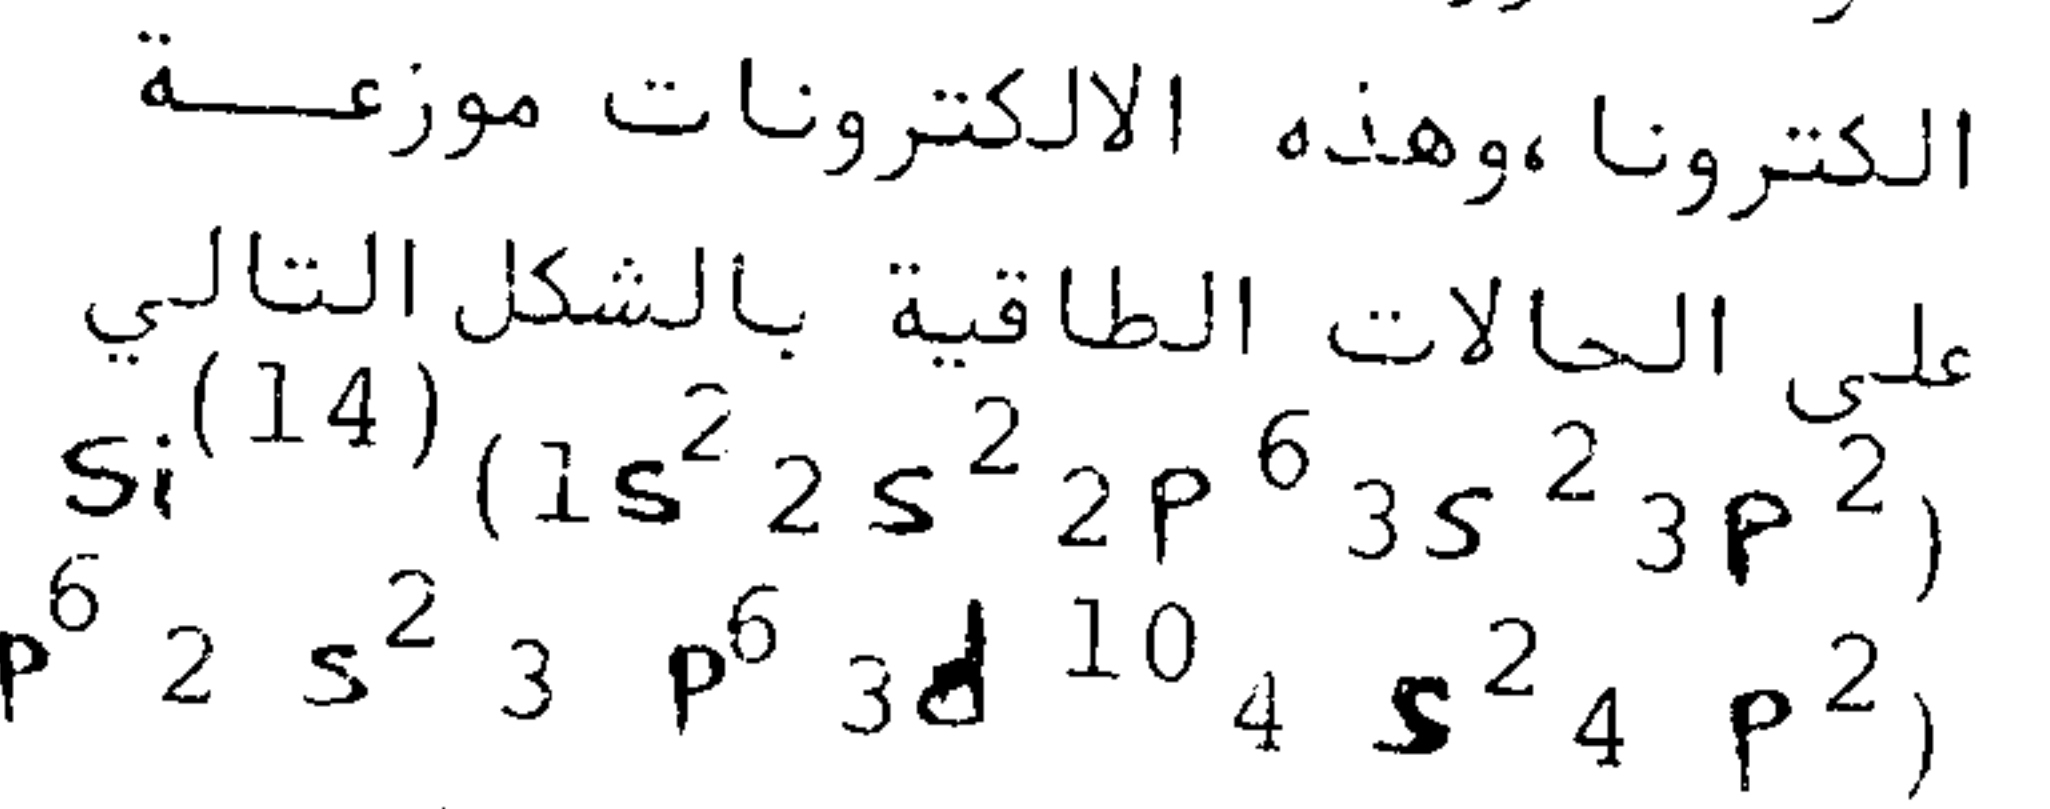 الكترونا ،وهذه الالكترونات موزعة
على الحالات الطاقية بالشكل التالي
Si(14) (1s² 2s² 2p⁶ 3s² 3p²)
p⁶ 2 s² 3 p⁶ 3d ¹⁰ 4 s² 4 p²)